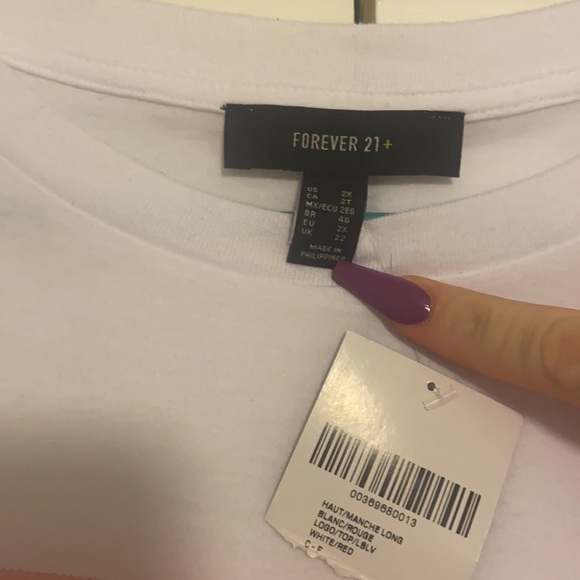 FOREVER 21+
US 2X
CA 2T
MX/ECU 2EG
BR 48
EU 2X
UK 22
MADE IN
PHILIPPINES
00369680013
HAUT/MANCHE LONG
BLANC/ROUGE
LOGO/TOP/LSLV
WHITE/RED